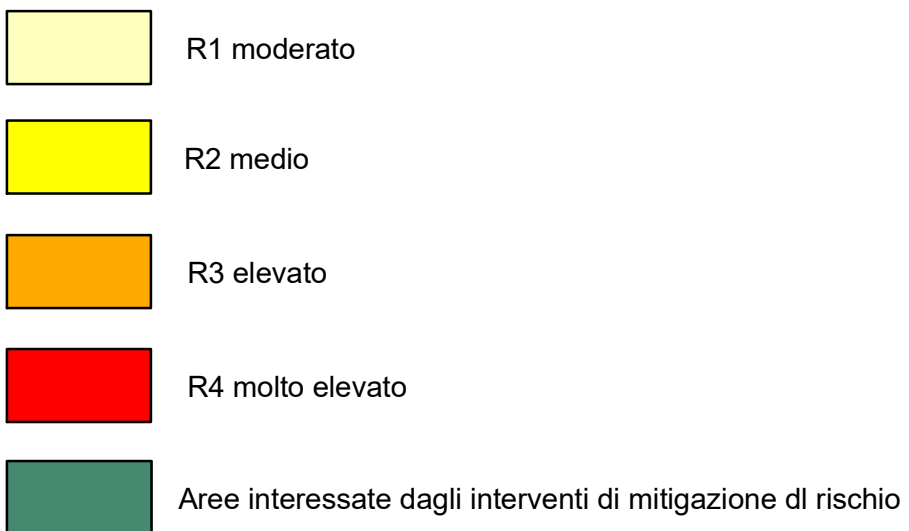 R1 moderato
R2 medio
R3 elevato
R4 molto elevato
Aree interessate dagli interventi di mitigazione dl rischio